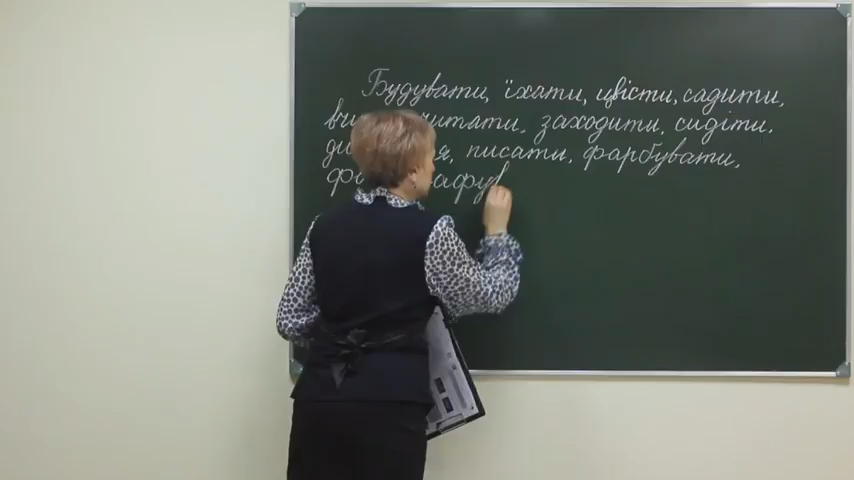 Будувати, їхати, цвісти, садити,
читати, заходити, сидіти,
писати, фарбувати,